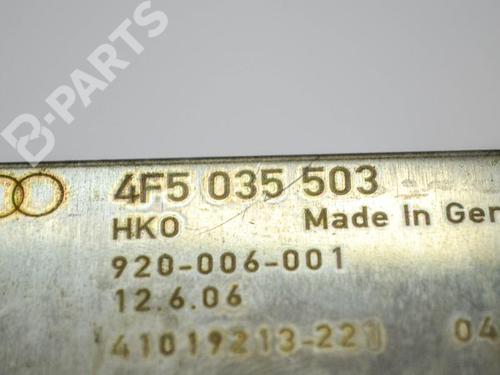 B-PARTS
4F5 035 503
HKO Made In Ger
920-006-001
12.6.06
41019213-221 04